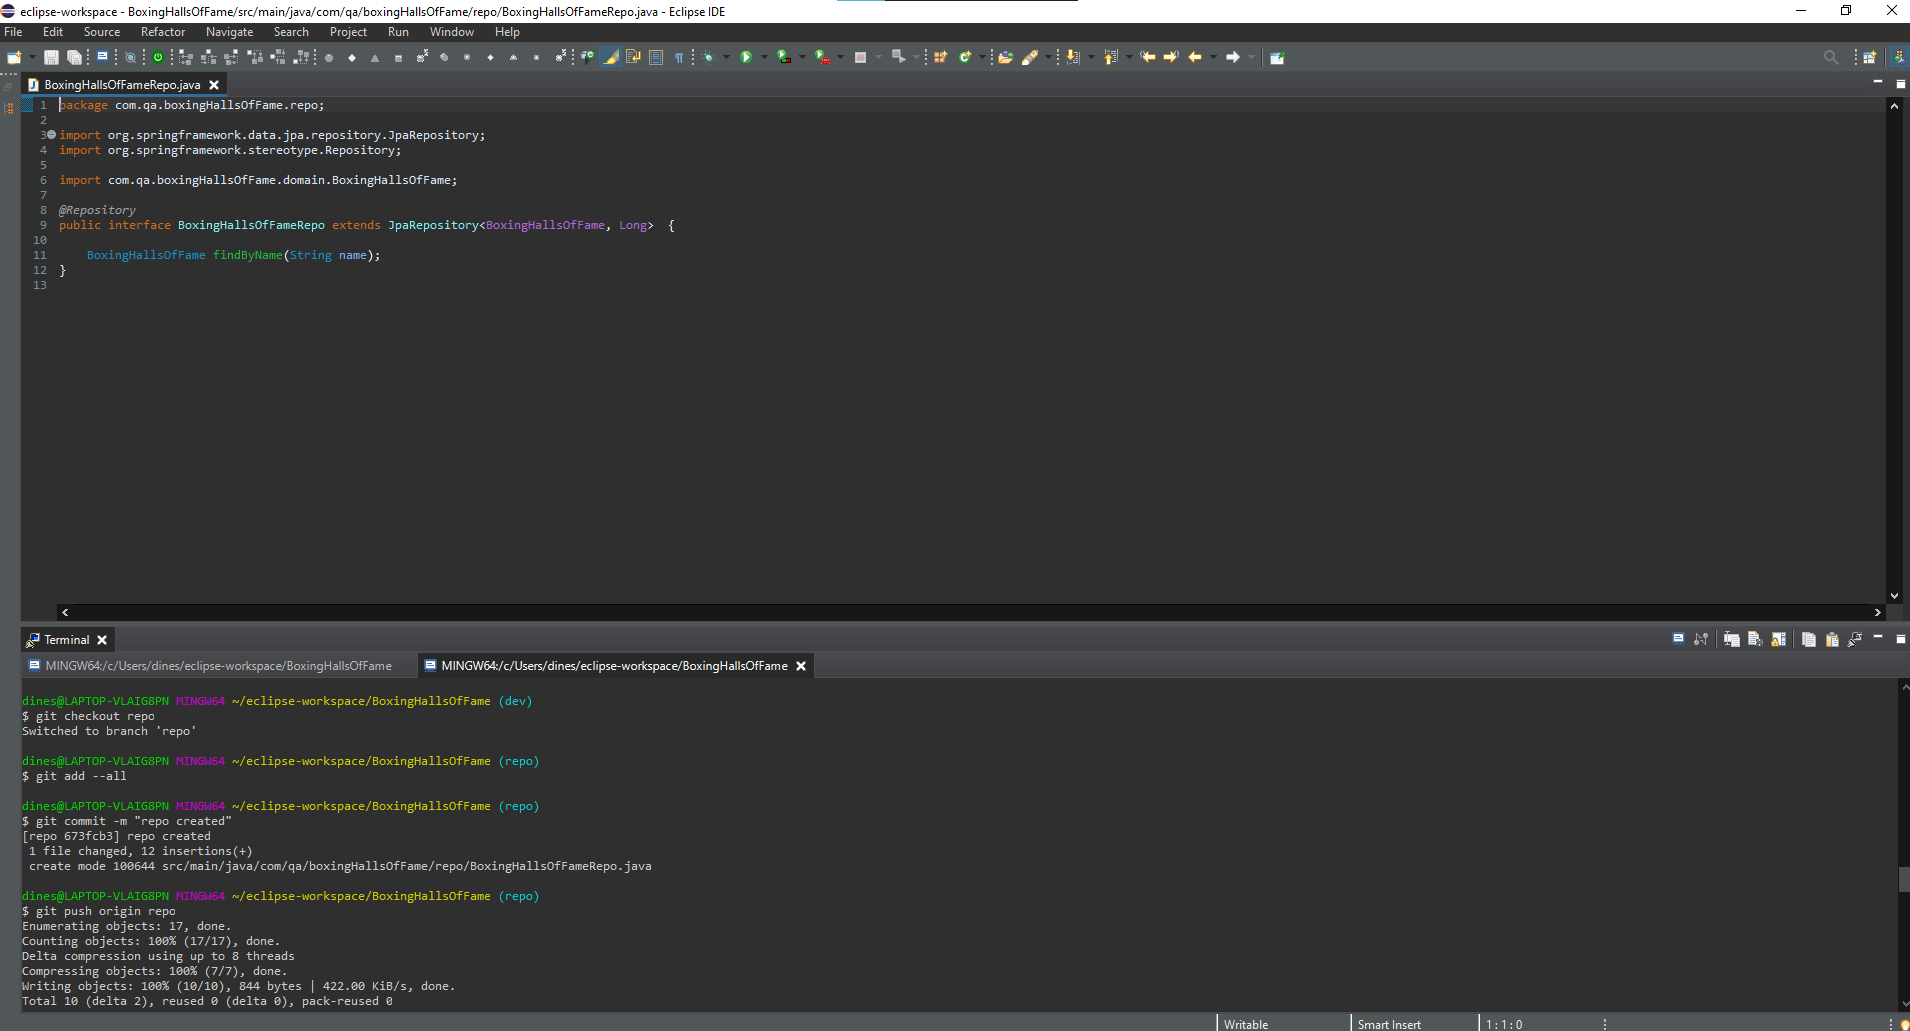 eclipse-workspace - BoxingHallsOfFame/src/main/java/com/qa/boxingHallsOfFame/repo/BoxingHallsOfFameRepo.java - Eclipse IDE
File Edit Source Refactor Navigate Search Project Run Window Help
BoxingHallsOfFameRepo.java
1 package com.qa.boxingHallsOfFame.repo;
2
3 import org.springframework.data.jpa.repository.JpaRepository;
4 import org.springframework.stereotype.Repository;
5
6 import com.qa.boxingHallsOfFame.domain.BoxingHallsOfFame;
7
8 @Repository
9 public interface BoxingHallsOfFameRepo extends JpaRepository<BoxingHallsOfFame, Long>  {
10
11     BoxingHallsOfFame findByName(String name);
12 }
13
Terminal
MINGW64:/c/Users/dines/eclipse-workspace/BoxingHallsOfFame MINGW64:/c/Users/dines/eclipse-workspace/BoxingHallsOfFame
dines@LAPTOP-VLAIG8PN MINGW64 ~/eclipse-workspace/BoxingHallsOfFame (dev)
$ git checkout repo
Switched to branch 'repo'
dines@LAPTOP-VLAIG8PN MINGW64 ~/eclipse-workspace/BoxingHallsOfFame (repo)
$ git add --all
dines@LAPTOP-VLAIG8PN MINGW64 ~/eclipse-workspace/BoxingHallsOfFame (repo)
$ git commit -m "repo created"
[repo 673fcb3] repo created
 1 file changed, 12 insertions(+)
 create mode 100644 src/main/java/com/qa/boxingHallsOfFame/repo/BoxingHallsOfFameRepo.java
dines@LAPTOP-VLAIG8PN MINGW64 ~/eclipse-workspace/BoxingHallsOfFame (repo)
$ git push origin repo
Enumerating objects: 17, done.
Counting objects: 100% (17/17), done.
Delta compression using up to 8 threads
Compressing objects: 100% (7/7), done.
Writing objects: 100% (10/10), 844 bytes | 422.00 KiB/s, done.
Total 10 (delta 2), reused 0 (delta 0), pack-reused 0
Writable Smart Insert 1 : 1 : 0